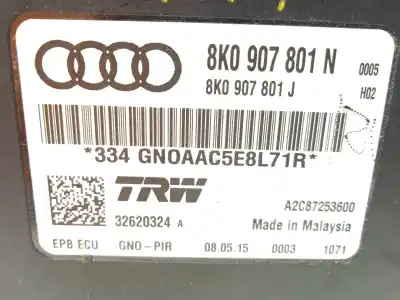 8K0 907 801 N 0005
8K0 907 801 J H02
*334 GNOAAC5E8L71R*
TRW
A2C87253600
32620324 A Made in Malaysia
EPB ECU GNO-PIR 08.05.15 0003 1071